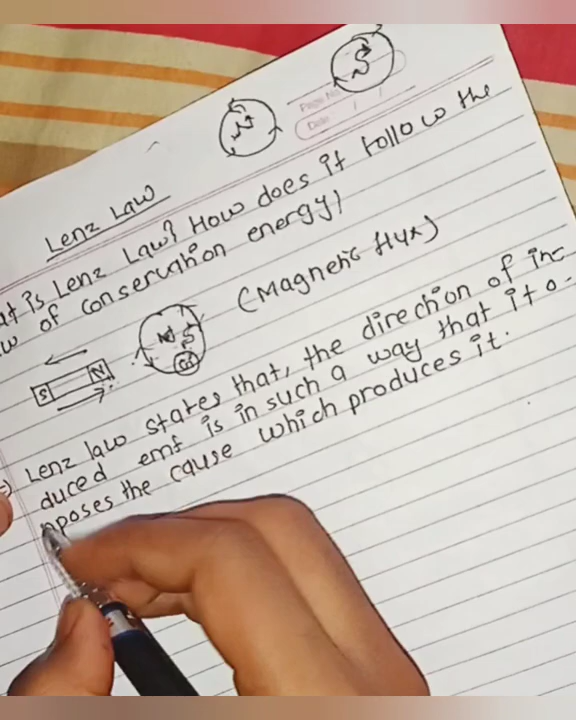 S
N
Page No.
Date: / /
Lenz Law
at is Lenz Law? How does it follow the
w of conservation energy?
(Magnetic flux)
N S
S N
G
=) Lenz law states that, the direction of inc
duced emf is in such a way that it o-
pposes the cause which produces it.